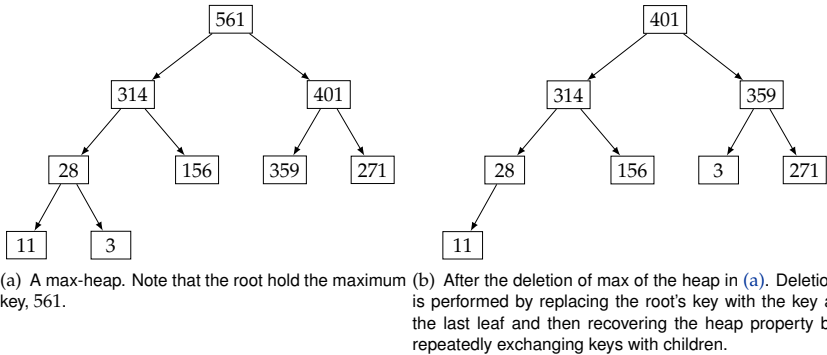 561
401
314
401
314
359
28
156
359
271
28
156
3
271
11
3
11
(a) A max-heap. Note that the root hold the maximum
key, 561.
(b) After the deletion of max of the heap in (a). Deletio
is performed by replacing the root's key with the key a
the last leaf and then recovering the heap property b
repeatedly exchanging keys with children.